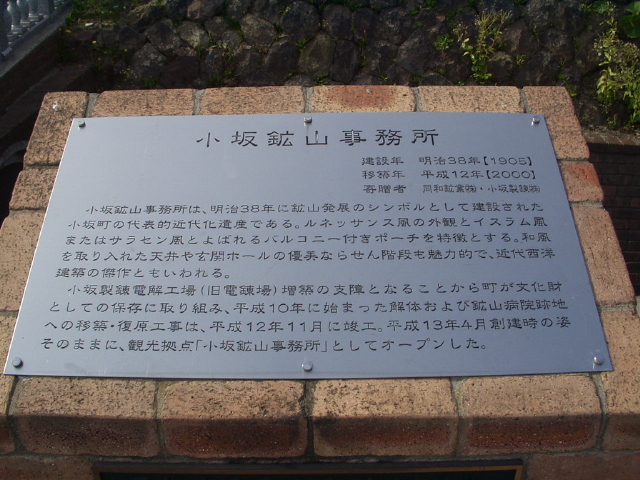 小坂鉱山事務所
建設年　明治38年【1905】
移築年　平成12年【2000】
寄贈者　同和鉱業㈱・小坂製錬㈱
小坂鉱山事務所は、明治38年に鉱山発展のシンボルとして建設された
小坂町の代表的近代化遺産である。ルネッサンス風の外観とイスラム風
またはサラセン風とよばれるバルコニー付きポーチを特徴とする。和風
を取り入れた天井や玄関ホールの優美ならせん階段も魅力的で、近代西洋
建築の傑作ともいわれる。
小坂製錬電解工場（旧電錬場）増築の支障となることから町が文化財
としての保存に取り組み、平成10年に始まった解体および鉱山病院跡地
への移築・復原工事は、平成12年11月に竣工。平成13年4月創建時の姿
そのままに、観光拠点「小坂鉱山事務所」としてオープンした。